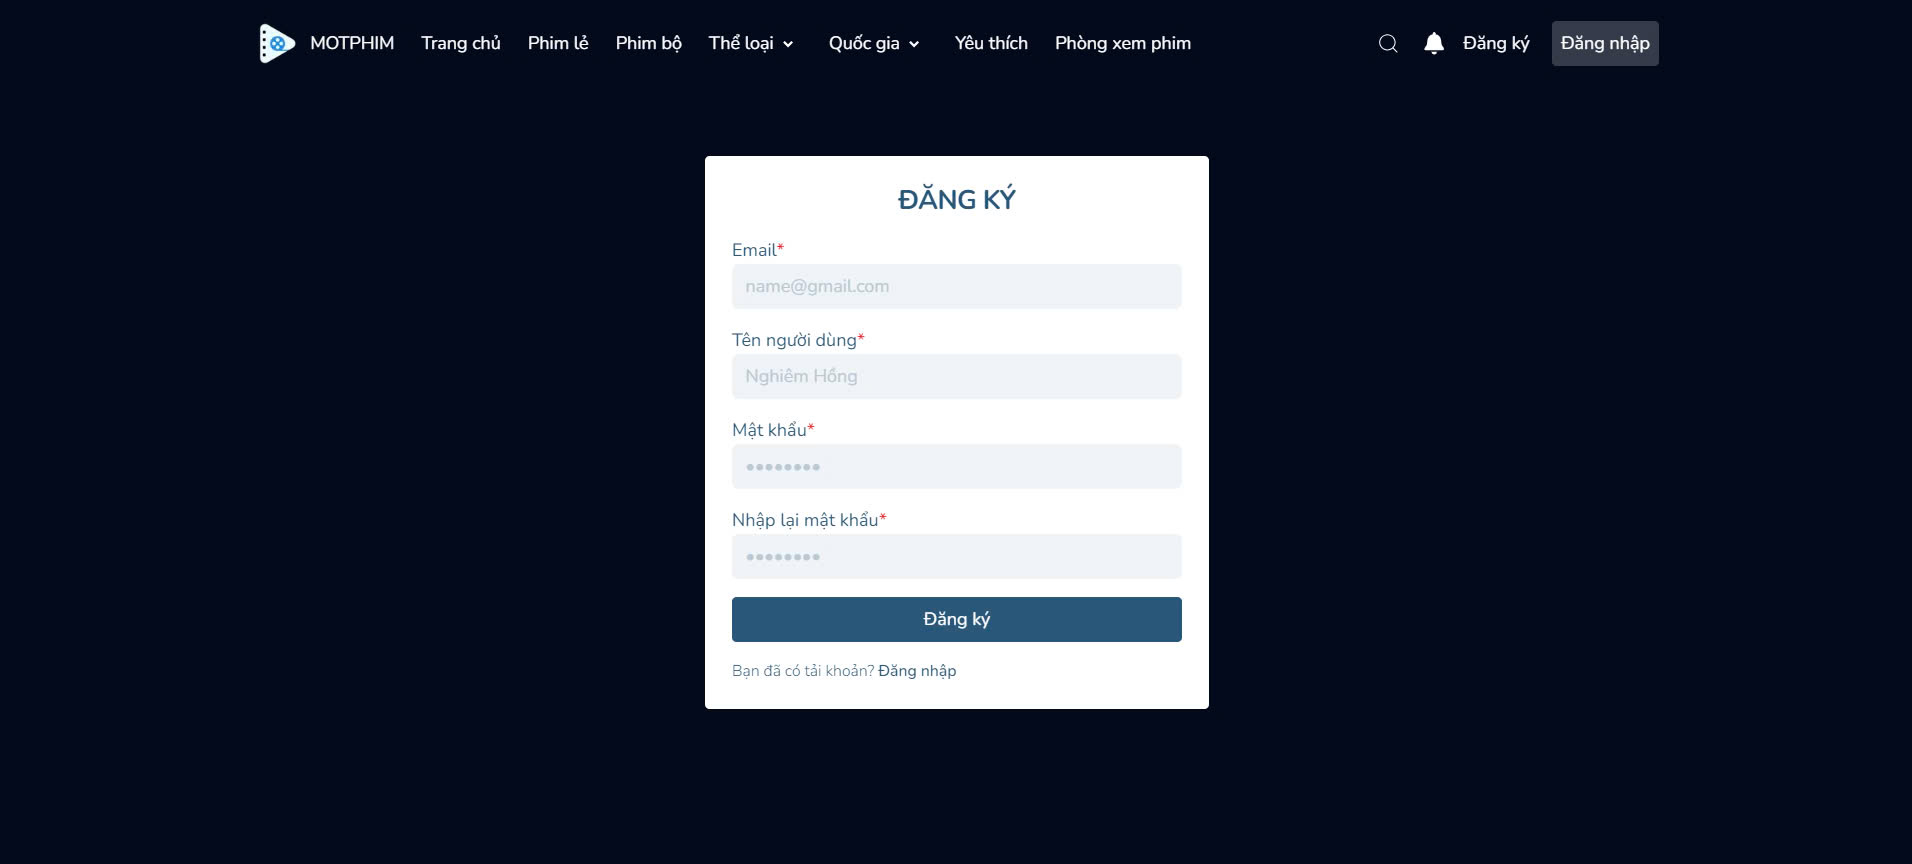 MOTPHIM Trang chủ Phim lẻ Phim bộ Thể loại Quốc gia Yêu thích Phòng xem phim Đăng ký Đăng nhập
ĐĂNG KÝ
Email*
name@gmail.com
Tên người dùng*
Nghiêm Hồng
Mật khẩu*
••••••••
Nhập lại mật khẩu*
••••••••
Đăng ký
Bạn đã có tải khoản? Đăng nhập